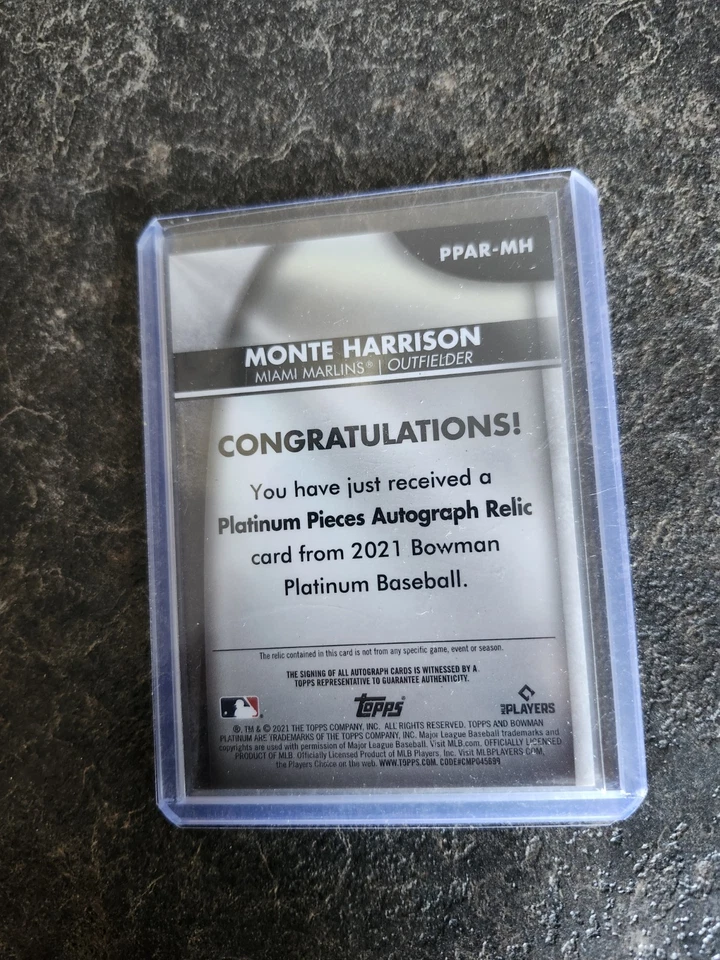 PPAR-MH
MONTE HARRISON
MIAMI MARLINS® | OUTFIELDER
CONGRATULATIONS!
You have just received a
Platinum Pieces Autograph Relic
card from 2021 Bowman
Platinum Baseball.
The relic contained in this card is not from any specific game, event or season.
THE SIGNING OF ALL AUTOGRAPH CARDS IS WITNESSED BY A
TOPPS REPRESENTATIVE TO GUARANTEE AUTHENTICITY.
Topps
PLAYERS
®, TM & © 2021 THE TOPPS COMPANY, INC. ALL RIGHTS RESERVED. TOPPS AND BOWMAN
PLATINUM ARE TRADEMARKS OF THE TOPPS COMPANY, INC. Major League Baseball trademarks and
copyrights are used with permission of Major League Baseball. Visit MLB.com. OFFICIALLY LICENSED
PRODUCT OF MLB Players, Inc. Visit MLBPLAYERS.COM,
the Players Choice on the web. WWW.TOPPS.COM. CODE#CMP045899